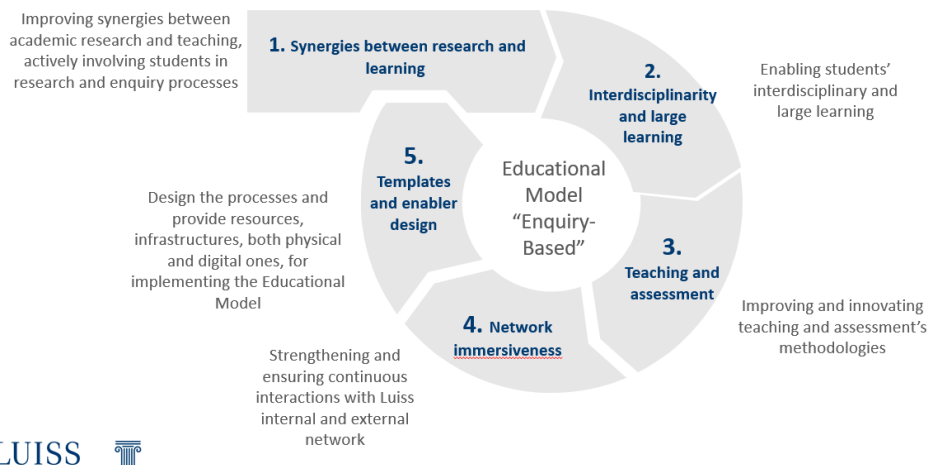 Improving synergies between
academic research and teaching,
actively involving students in
research and enquiry processes
1. Synergies between research and
learning
2.
Interdisciplinarity
and large
learning
Enabling students’
interdisciplinary and
large learning
3.
Teaching and
assessment
Improving and innovating
teaching and assessment’s
methodologies
4. Network
immersiveness
Strengthening and
ensuring continuous
interactions with Luiss
internal and external
network
5.
Templates
and enabler
design
Design the processes and
provide resources,
infrastructures, both physical
and digital ones, for
implementing the Educational
Model
Educational
Model
“Enquiry-
Based”
LUISS